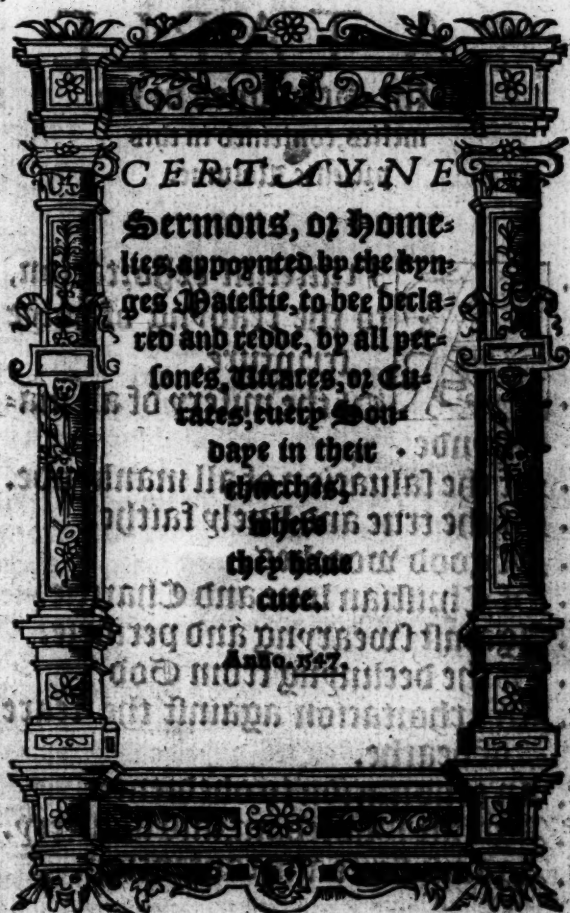 CERTAYNE
Sermons, or Home⸗
lies, appoynted by the kyn⸗
ges Maiestie, to bee decla⸗
red and redde, by all per⸗
sones, Uicares, or Cu⸗
rates, euery Son⸗
daye in their
churches,
where
they haue
cure.
Anno. 1547.